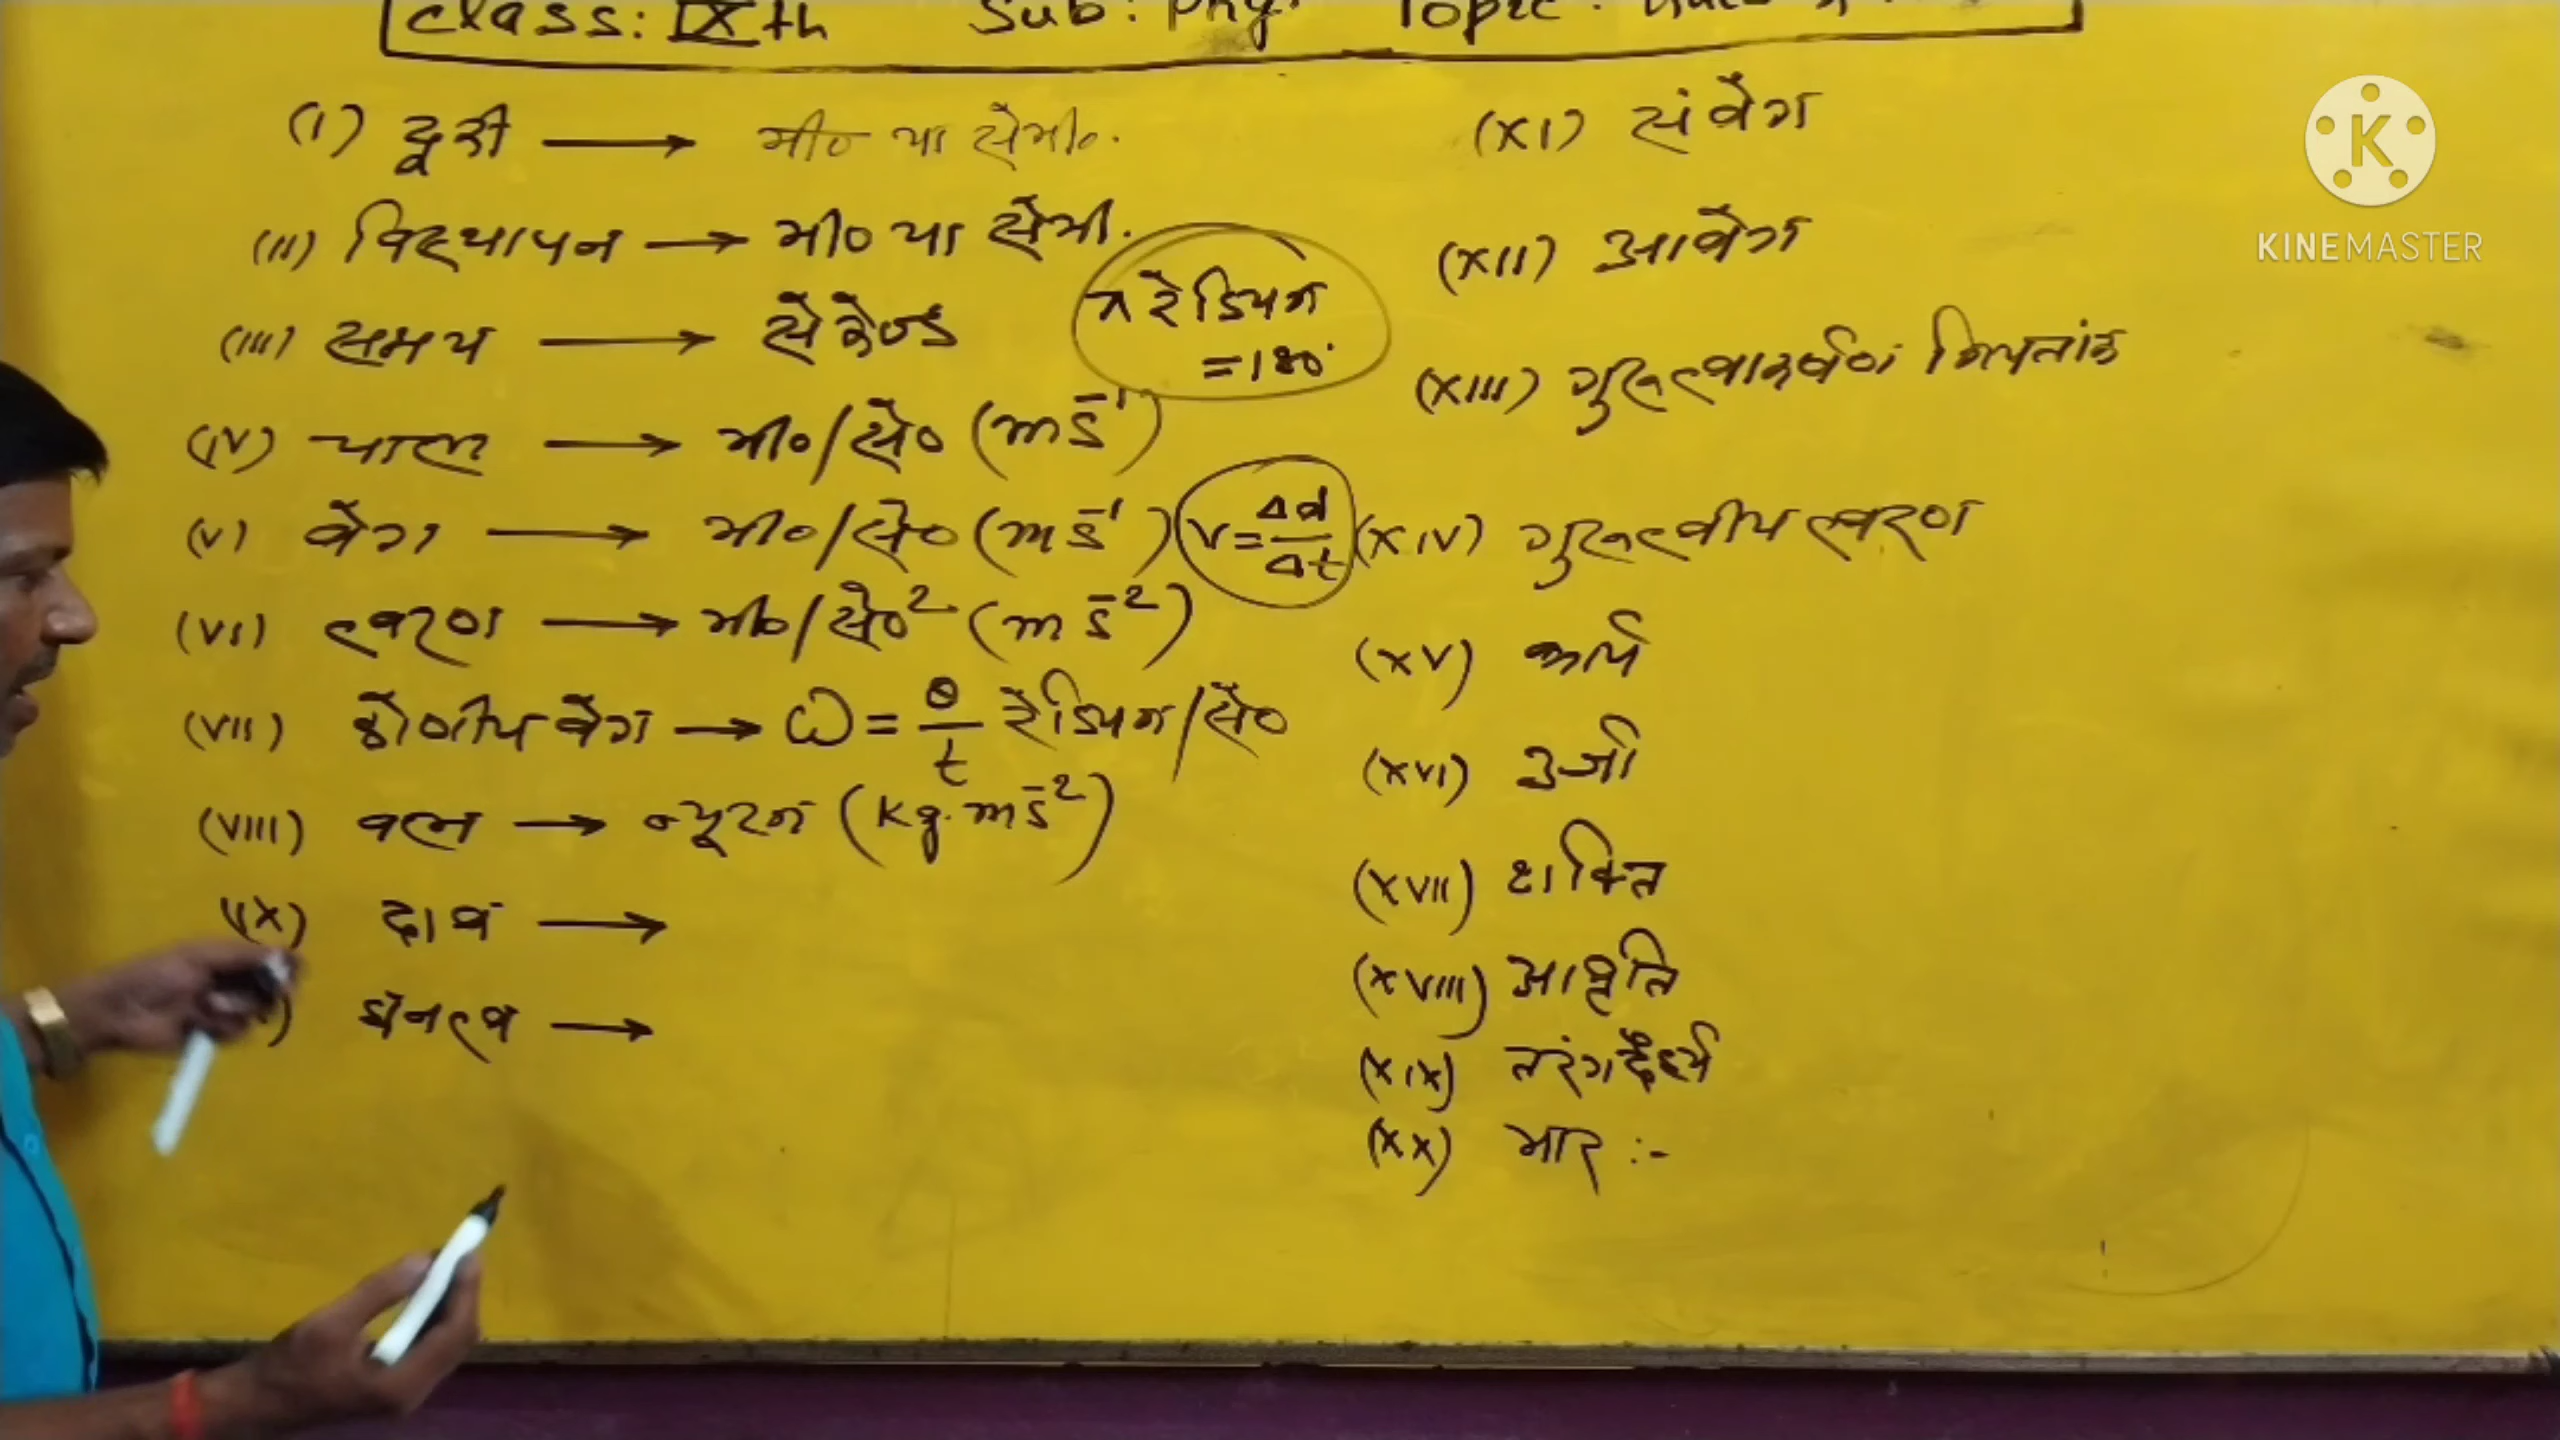 Class: IXth Sub: Phy. Topic:
(I) दूरी ⟶ मी० या सेमी०.
(II) विस्थापन ⟶ मी० या सेमी.
(III) समय ⟶ सेकेण्ड
π रेडियन
=180°
(IV) चाल ⟶ मी०/से० (ms⁻¹)
(V) वेग ⟶ मी०/से० (ms⁻¹) V=Δd/Δt
(VI) त्वरण ⟶ मी०/से०² (ms⁻²)
(VII) कोणीय वेग ⟶ ω=θ/t रेडियन/से०
(VIII) बल ⟶ न्यूटन (Kg.ms⁻²)
(IX) दाब ⟶
घनत्व ⟶
(XI) संवेग
(XII) आवेग
(XIII) गुरुत्वाकर्षण नियतांक
(XIV) गुरुत्वीय त्वरण
(XV) कार्य
(XVI) उर्जा
(XVII) शक्ति
(XVIII) आवृति
(XIX) तरंगदैर्ध्य
(XX) भार :-
K
KINEMASTER